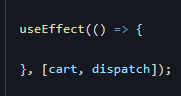 useEffect(() => {
}, [cart, dispatch]);